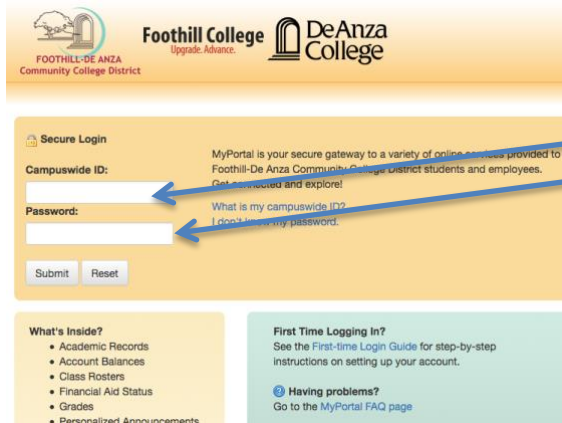 FOOTHILL-DE ANZA
Community College District
Foothill College
Upgrade. Advance.
DeAnza
College
Secure Login
Campuswide ID:
Password:
Submit Reset
MyPortal is your secure gateway to a variety of online services provided to
Foothill-De Anza Community College District students and employees.
Get connected and explore!
What is my campuswide ID?
I don't know my password.
What's Inside?
• Academic Records
• Account Balances
• Class Rosters
• Financial Aid Status
• Grades
• Personalized Announcements
First Time Logging In?
See the First-time Login Guide for step-by-step
instructions on setting up your account.
Having problems?
Go to the MyPortal FAQ page